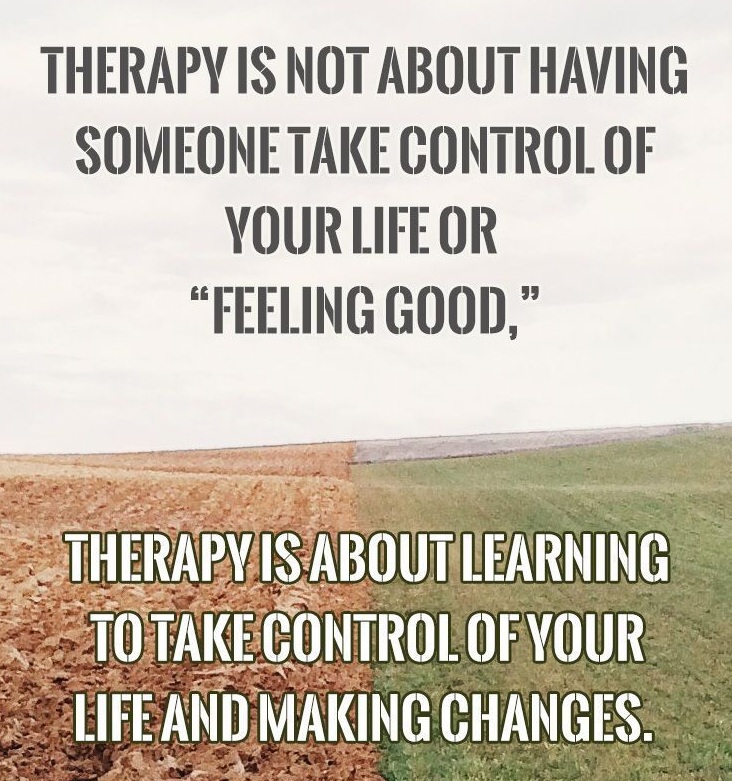 THERAPY IS NOT ABOUT HAVING
SOMEONE TAKE CONTROL OF
YOUR LIFE OR
“FEELING GOOD,”
THERAPY IS ABOUT LEARNING
TO TAKE CONTROL OF YOUR
LIFE AND MAKING CHANGES.